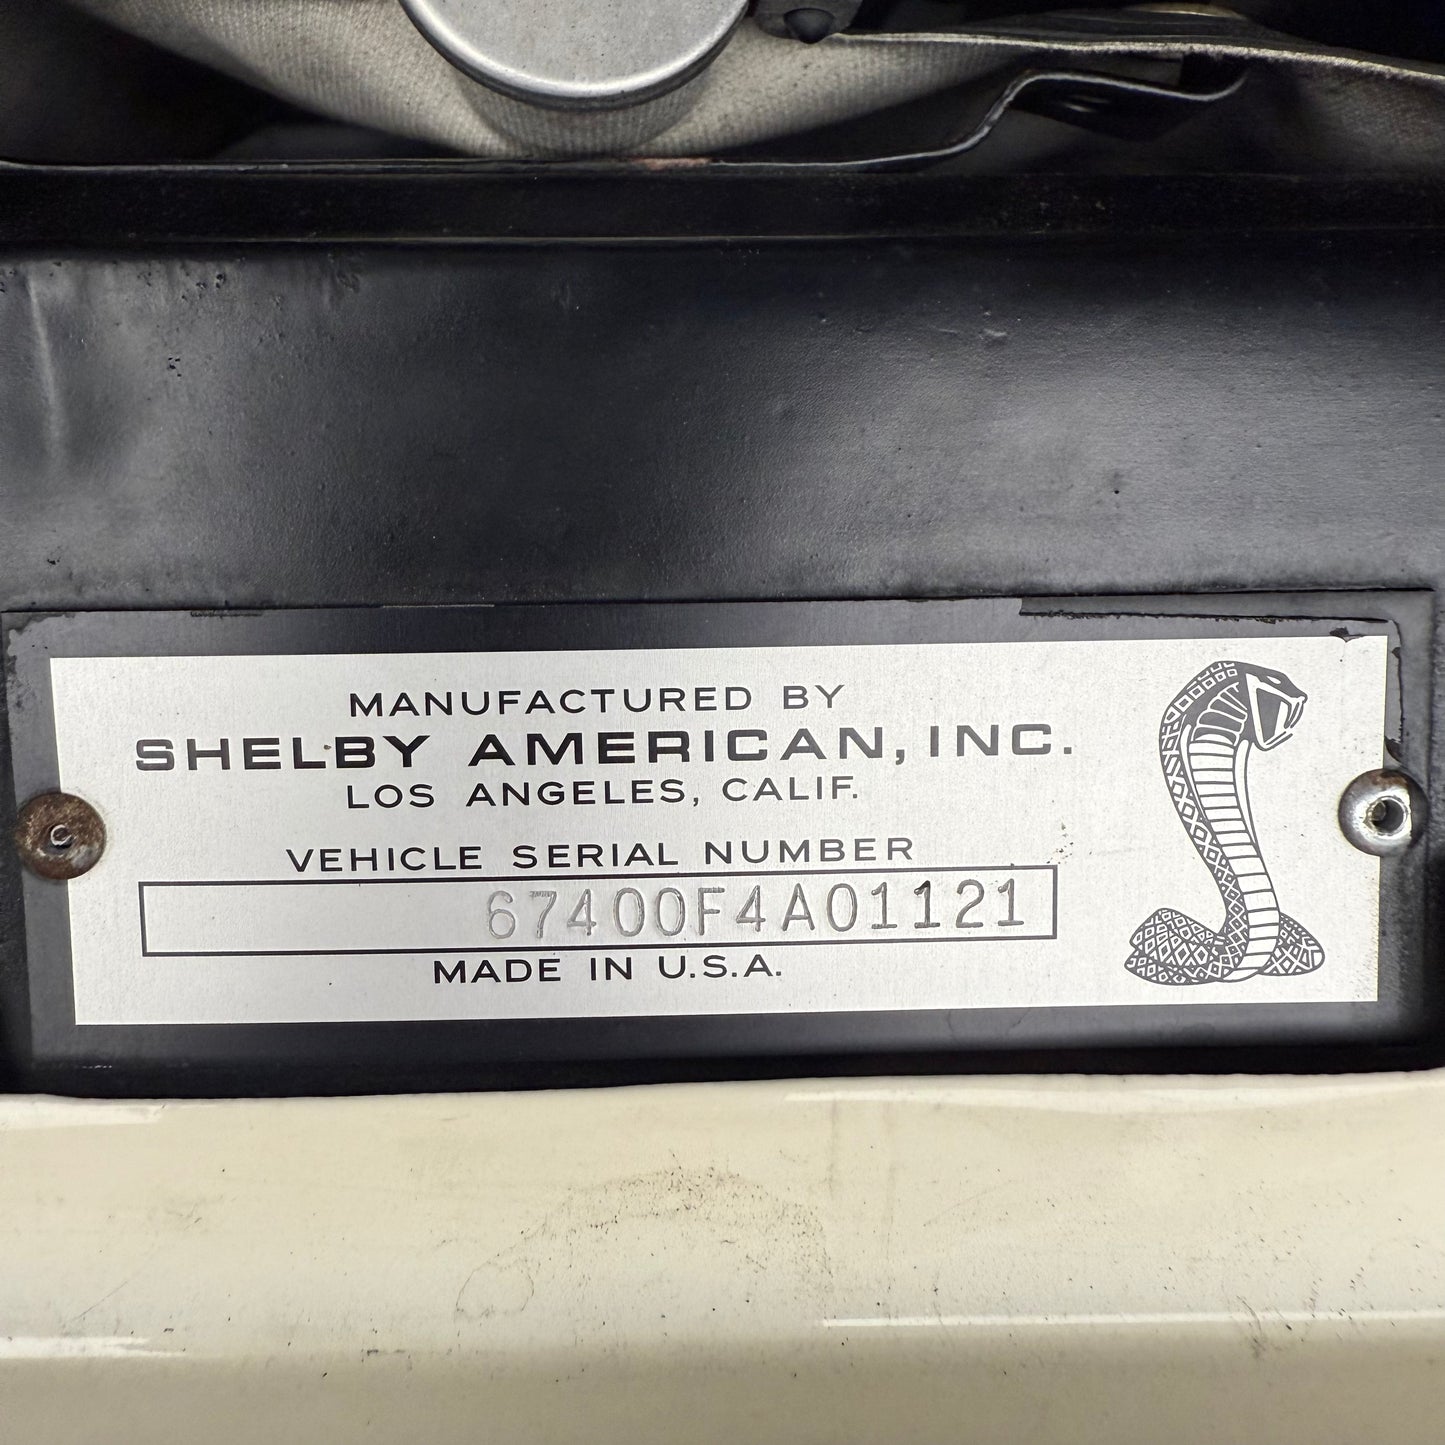 MANUFACTURED BY
SHELBY AMERICAN, INC.
LOS ANGELES, CALIF.
VEHICLE SERIAL NUMBER
67400F4A01121
MADE IN U.S.A.